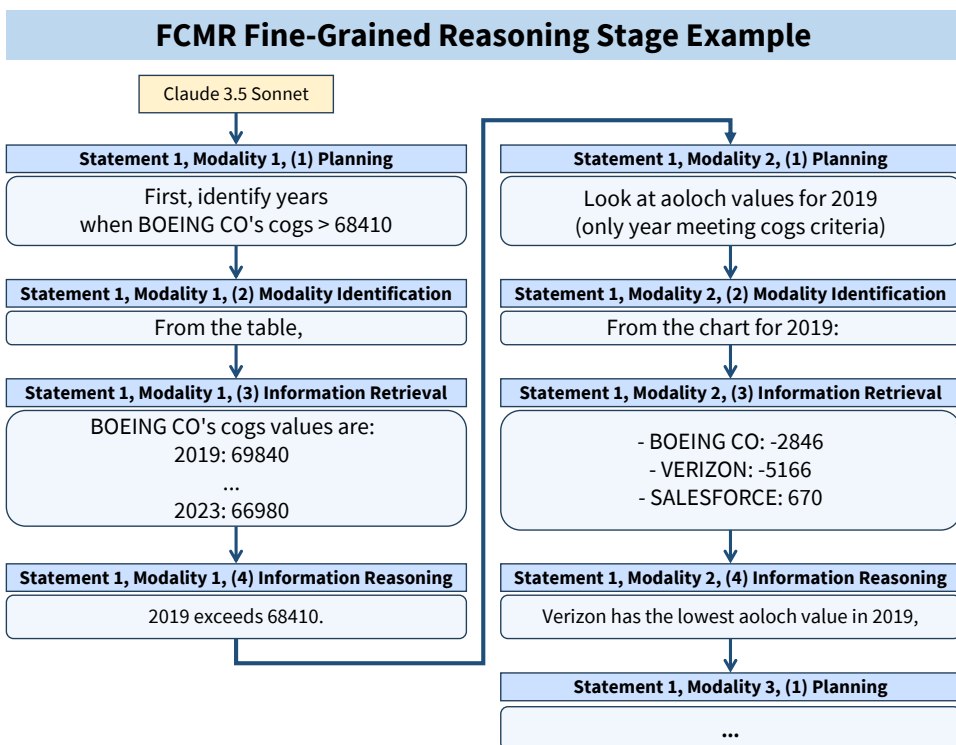 FCMR Fine-Grained Reasoning Stage Example
Claude 3.5 Sonnet
Statement 1, Modality 1, (1) Planning
First, identify years
when BOEING CO's cogs > 68410
Statement 1, Modality 1, (2) Modality Identification
From the table,
Statement 1, Modality 1, (3) Information Retrieval
BOEING CO's cogs values are:
2019: 69840
...
2023: 66980
Statement 1, Modality 1, (4) Information Reasoning
2019 exceeds 68410.
Statement 1, Modality 2, (1) Planning
Look at aoloch values for 2019
(only year meeting cogs criteria)
Statement 1, Modality 2, (2) Modality Identification
From the chart for 2019:
Statement 1, Modality 2, (3) Information Retrieval
- BOEING CO: -2846
- VERIZON: -5166
- SALESFORCE: 670
Statement 1, Modality 2, (4) Information Reasoning
Verizon has the lowest aoloch value in 2019,
Statement 1, Modality 3, (1) Planning
...